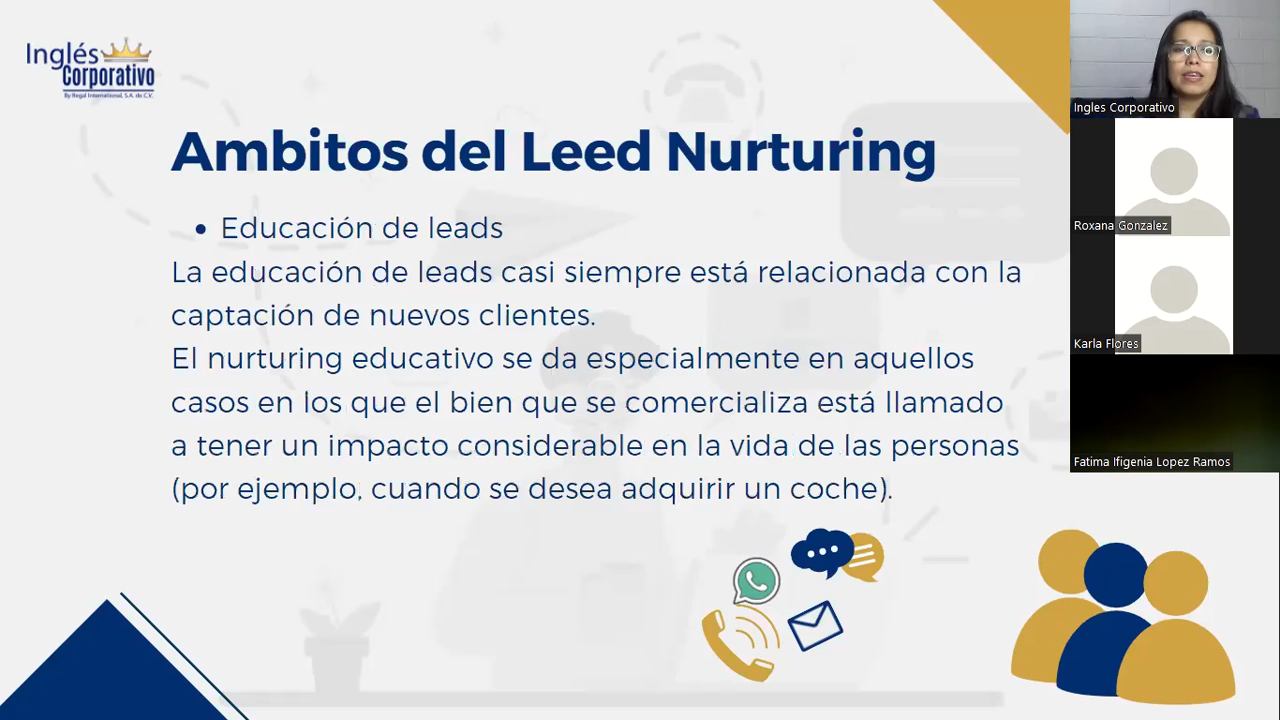 Inglés
Corporativo
By Regal International, S.A. de C.V.
Ambitos del Leed Nurturing
• Educación de leads
La educación de leads casi siempre está relacionada con la
captación de nuevos clientes.
El nurturing educativo se da especialmente en aquellos
casos en los que el bien que se comercializa está llamado
a tener un impacto considerable en la vida de las personas
(por ejemplo, cuando se desea adquirir un coche).
Ingles Corporativo
Roxana Gonzalez
Karla Flores
Fatima Ifigenia Lopez Ramos